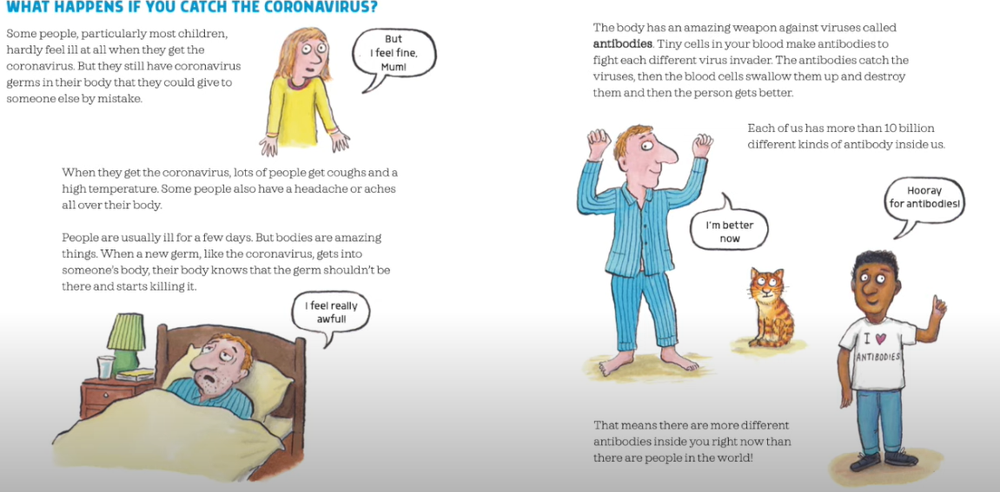 WHAT HAPPENS IF YOU CATCH THE CORONAVIRUS?
Some people, particularly most children,
hardly feel ill at all when they get the
coronavirus. But they still have coronavirus
germs in their body that they could give to
someone else by mistake.
But
I feel fine,
Mum!
When they get the coronavirus, lots of people get coughs and a
high temperature. Some people also have a headache or aches
all over their body.
People are usually ill for a few days. But bodies are amazing
things. When a new germ, like the coronavirus, gets into
someone's body, their body knows that the germ shouldn't be
there and starts killing it.
I feel really
awful!
The body has an amazing weapon against viruses called
antibodies. Tiny cells in your blood make antibodies to
fight each different virus invader. The antibodies catch the
viruses, then the blood cells swallow them up and destroy
them and then the person gets better.
Each of us has more than 10 billion
different kinds of antibody inside us.
I'm better
now
Hooray
for antibodies!
I ♥
ANTIBODIES
That means there are more different
antibodies inside you right now than
there are people in the world!